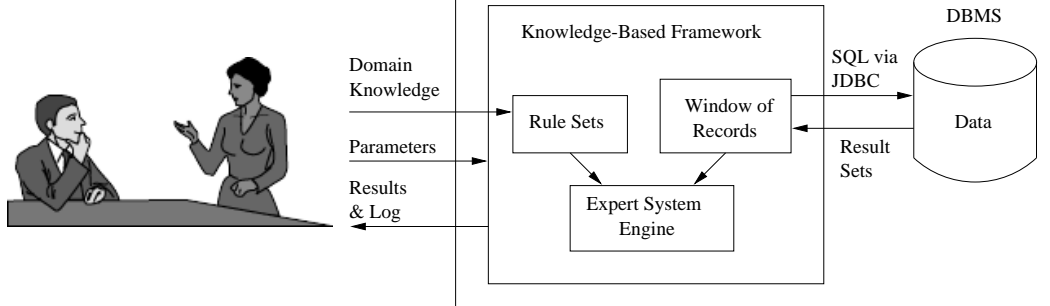 Domain
Knowledge
Parameters
Results
& Log
Knowledge-Based Framework
Rule Sets
Window of
Records
Expert System
Engine
SQL via
JDBC
Result
Sets
DBMS
Data